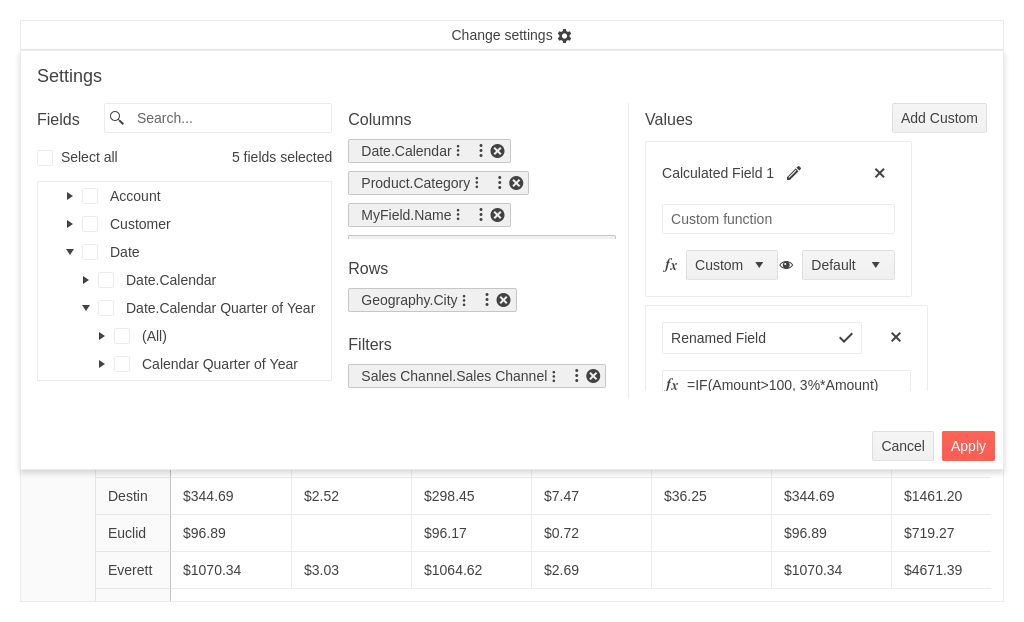 Change settings
Settings
Fields
Search...
Select all
5 fields selected
Account
Customer
Date
Date.Calendar
Date.Calendar Quarter of Year
(All)
Calendar Quarter of Year
Columns
Date.Calendar
Product.Category
MyField.Name
Rows
Geography.City
Filters
Sales Channel.Sales Channel
Values
Add Custom
Calculated Field 1
Custom function
fx Custom Default
Renamed Field
fx =IF(Amount>100, 3%*Amount)
Cancel Apply
Destin $344.69 $2.52 $298.45 $7.47 $36.25 $344.69 $1461.20
Euclid $96.89 $96.17 $0.72 $96.89 $719.27
Everett $1070.34 $3.03 $1064.62 $2.69 $1070.34 $4671.39